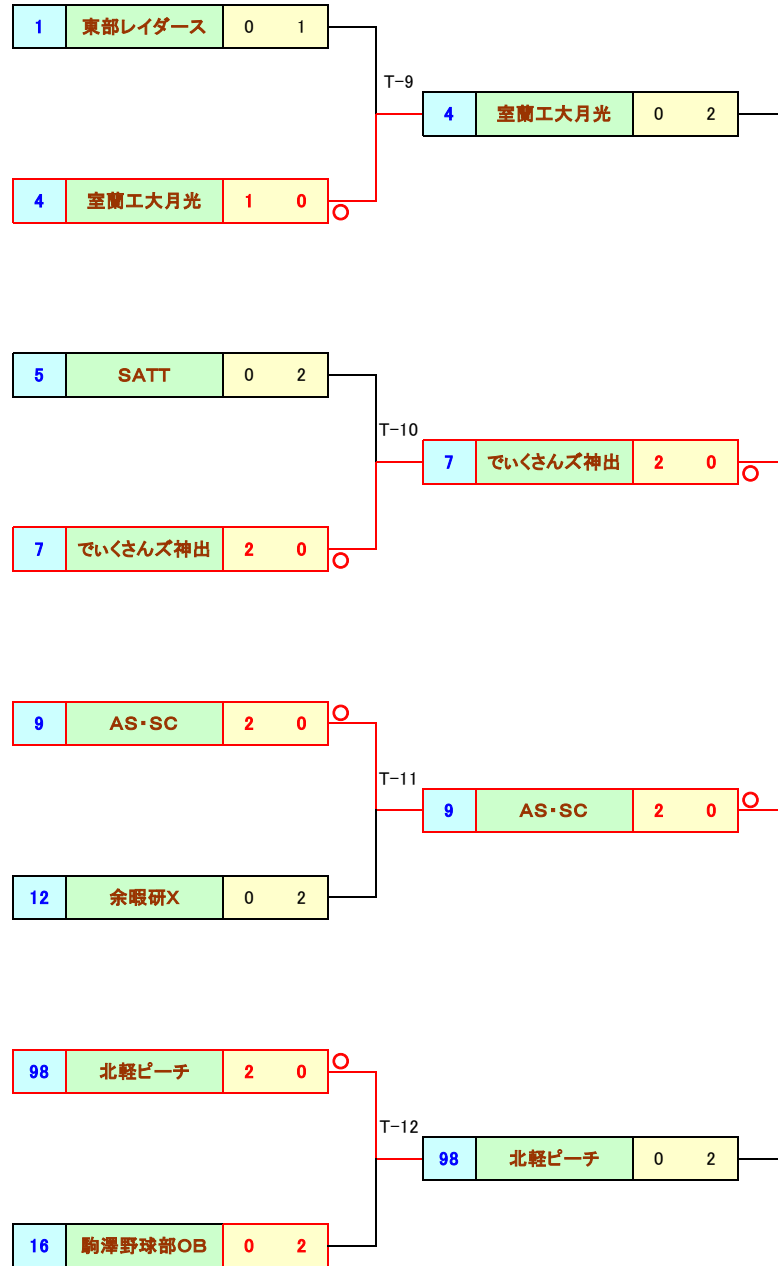 1 東部レイダース 0 1
T-9
4 室蘭工大月光 0 2
4 室蘭工大月光 1 0
5 SATT 0 2
T-10
7 でぃくさんズ神出 2 0
7 でぃくさんズ神出 2 0
9 AS・SC 2 0
T-11
9 AS・SC 2 0
12 余暇研X 0 2
98 北軽ピーチ 2 0
T-12
98 北軽ピーチ 0 2
16 駒澤野球部OB 0 2